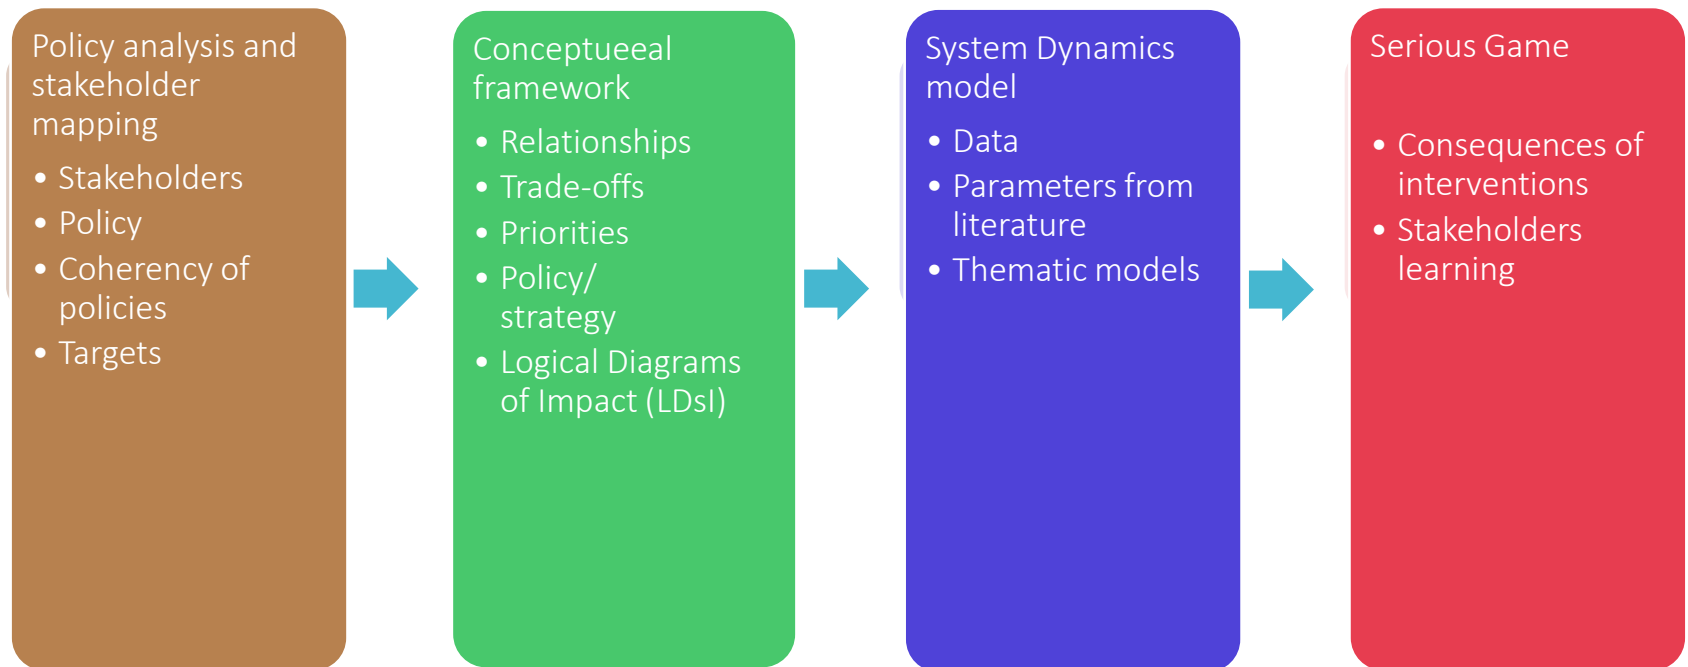 Policy analysis and
stakeholder
mapping
• Stakeholders
• Policy
• Coherency of
policies
• Targets
Conceptueeal
framework
• Relationships
• Trade-offs
• Priorities
• Policy/
strategy
• Logical Diagrams
of Impact (LDsI)
System Dynamics
model
• Data
• Parameters from
literature
• Thematic models
Serious Game
• Consequences of
interventions
• Stakeholders
learning